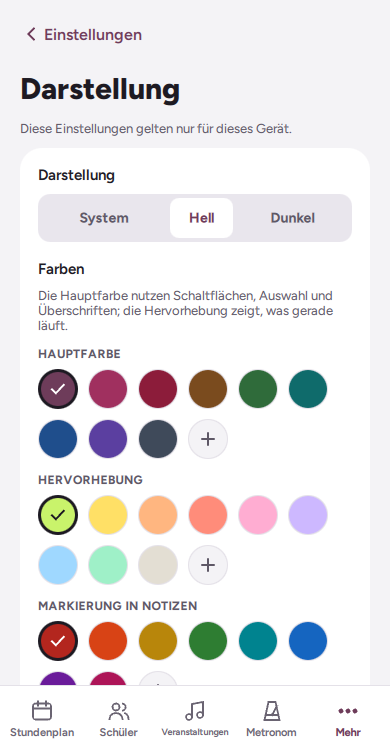 Einstellungen
Darstellung
Diese Einstellungen gelten nur für dieses Gerät.
Darstellung
System Hell Dunkel
Farben
Die Hauptfarbe nutzen Schaltflächen, Auswahl und
Überschriften; die Hervorhebung zeigt, was gerade
läuft.
HAUPTFARBE
HERVORHEBUNG
MARKIERUNG IN NOTIZEN
Stundenplan Schüler Veranstaltungen Metronom Mehr